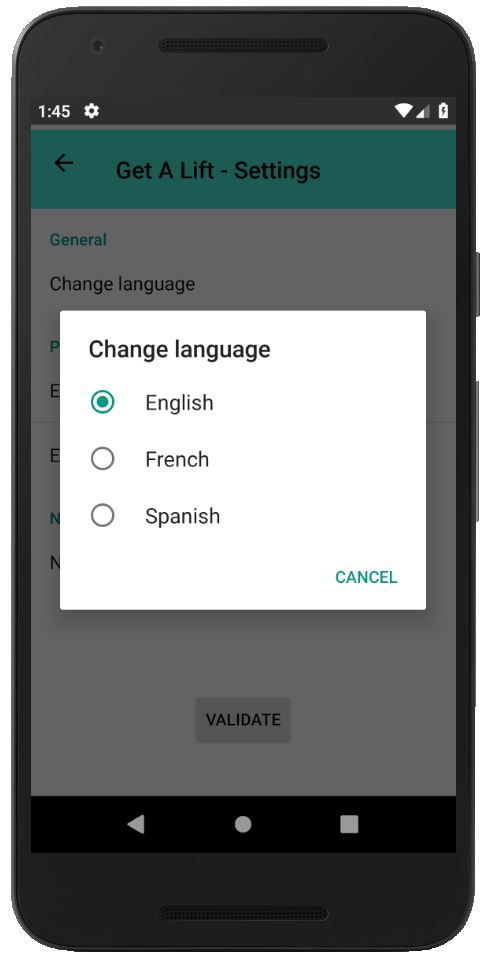 1:45
Get A Lift - Settings
General
Change language
P
Change language
E
English
French
E
Spanish
N
N
CANCEL
VALIDATE